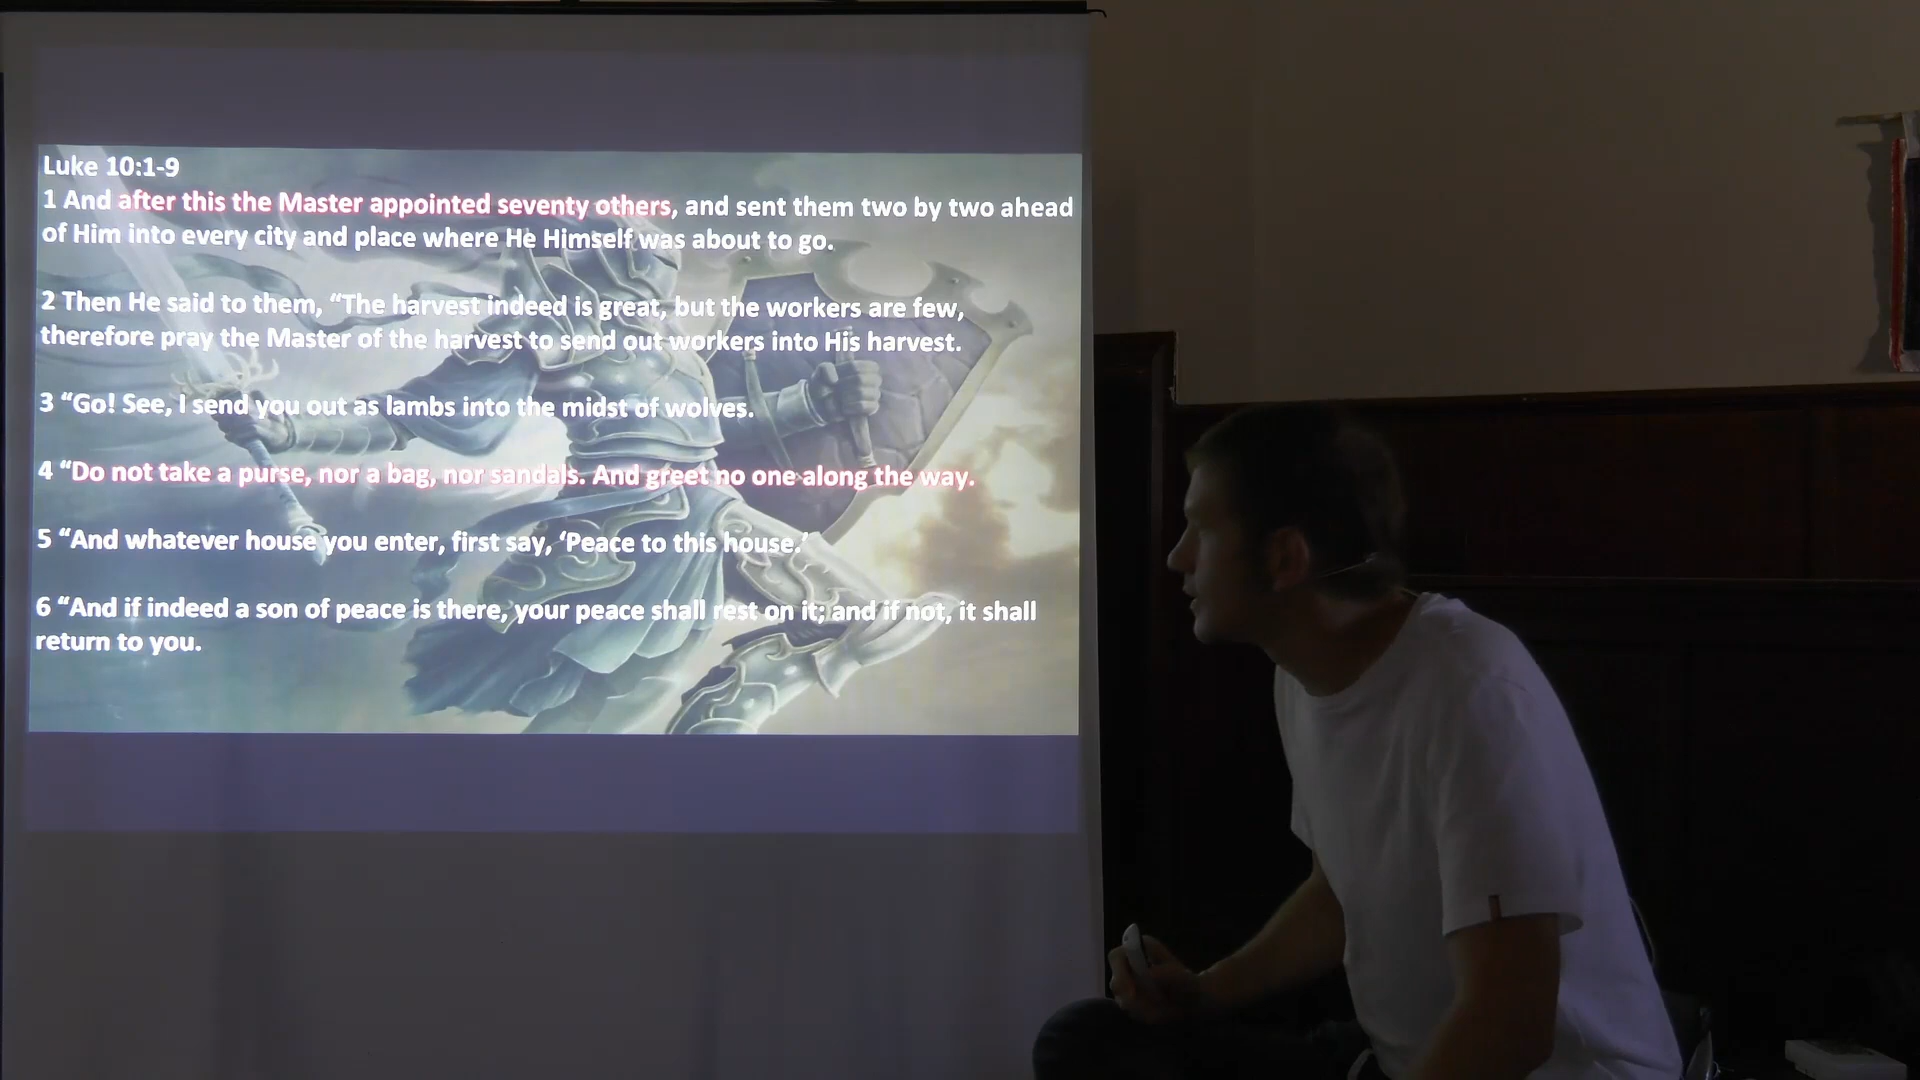 Luke 10:1-9
1 And after this the Master appointed seventy others, and sent them two by two ahead
of Him into every city and place where He Himself was about to go.
2 Then He said to them, “The harvest indeed is great, but the workers are few,
therefore pray the Master of the harvest to send out workers into His harvest.
3 “Go! See, I send you out as lambs into the midst of wolves.
4 “Do not take a purse, nor a bag, nor sandals. And greet no one along the way.
5 “And whatever house you enter, first say, ‘Peace to this house.’
6 “And if indeed a son of peace is there, your peace shall rest on it; and if not, it shall
return to you.